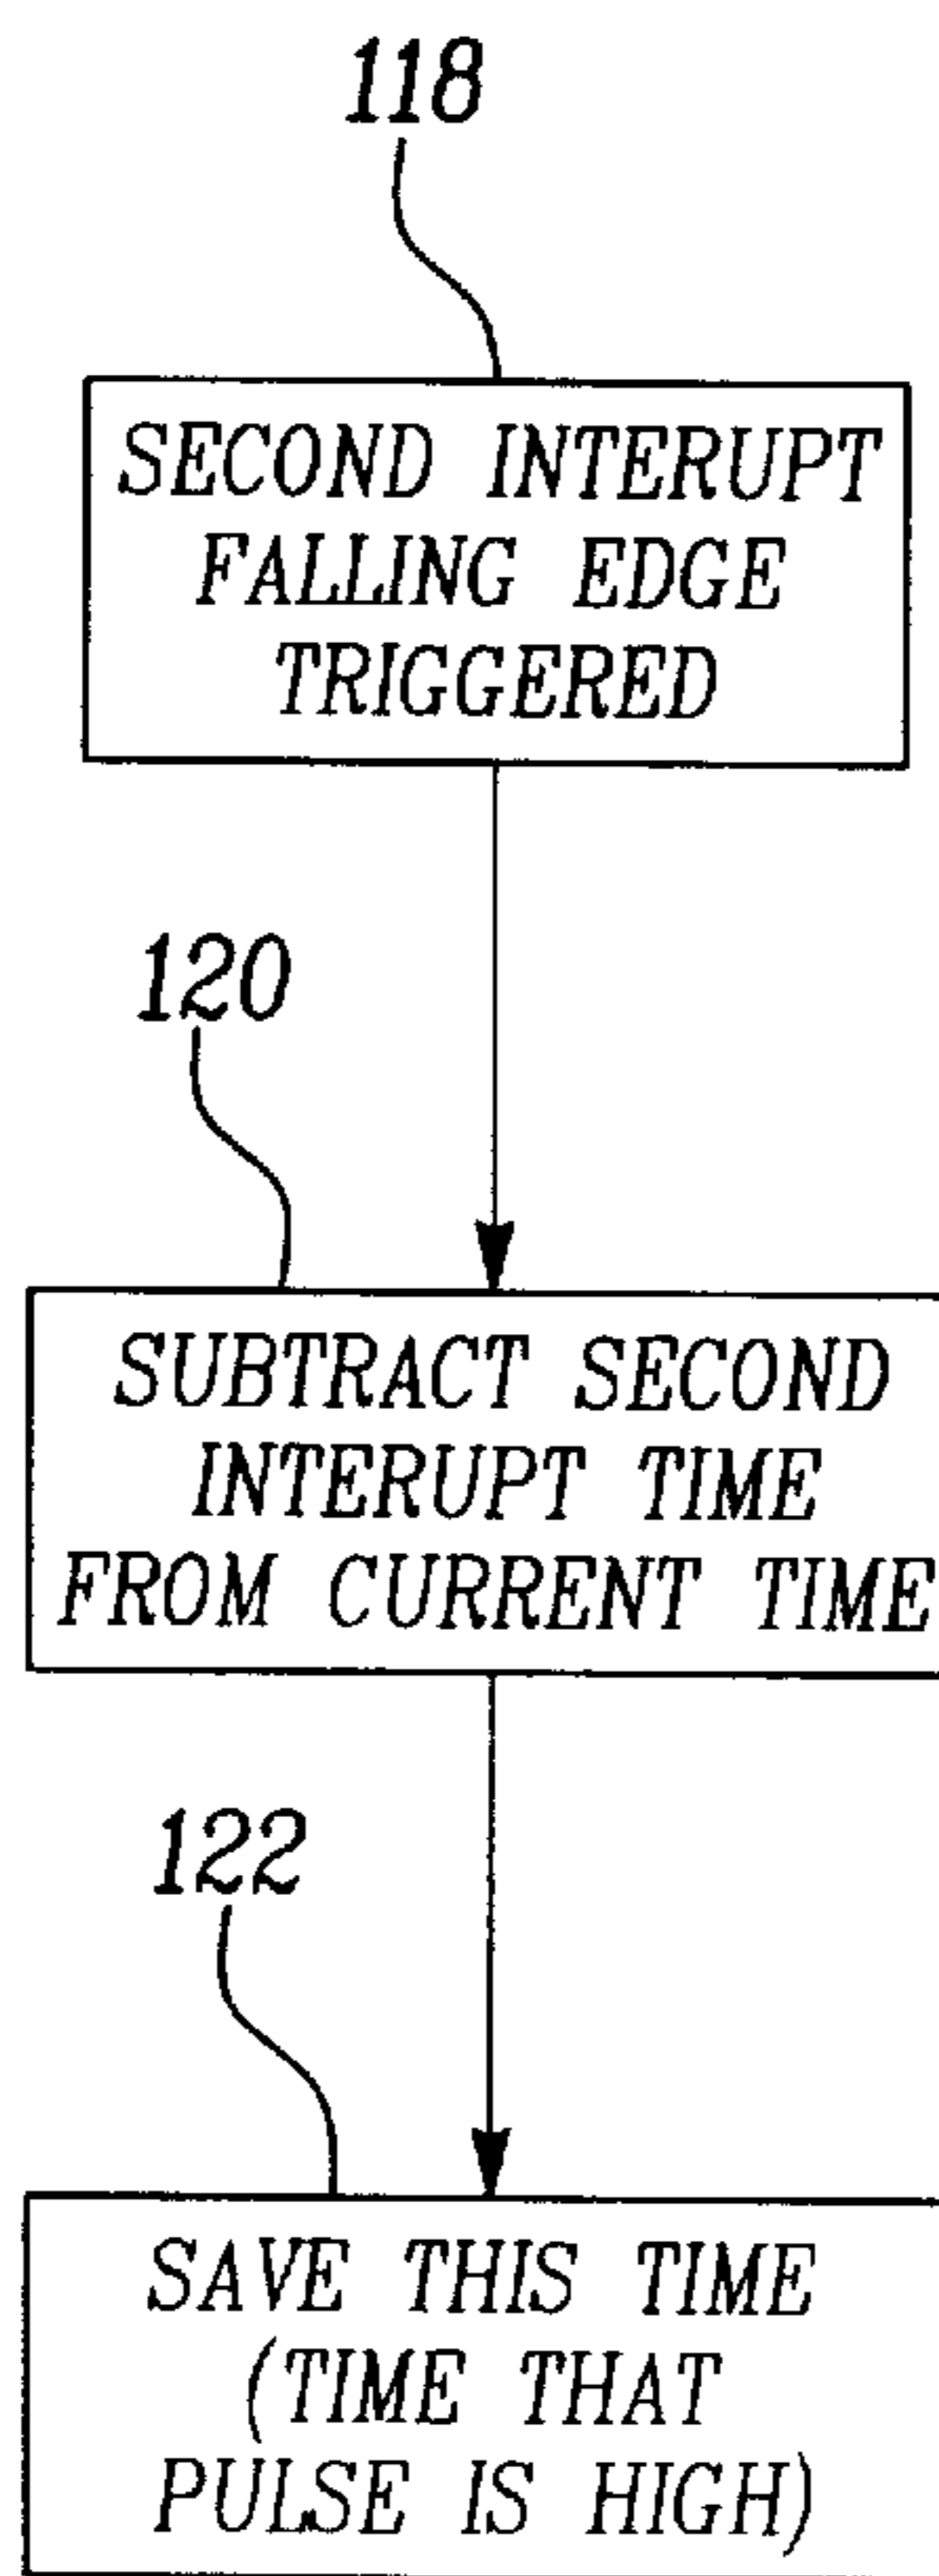 118
SECOND INTERUPT
FALLING EDGE
TRIGGERED
120
SUBTRACT SECOND
INTERUPT TIME
FROM CURRENT TIME
122
SAVE THIS TIME
(TIME THAT
PULSE IS HIGH)